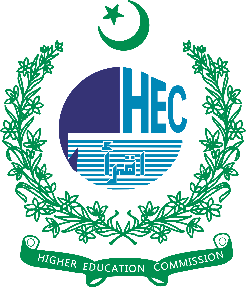 HEC
اقرأ
HIGHER EDUCATION COMMISSION